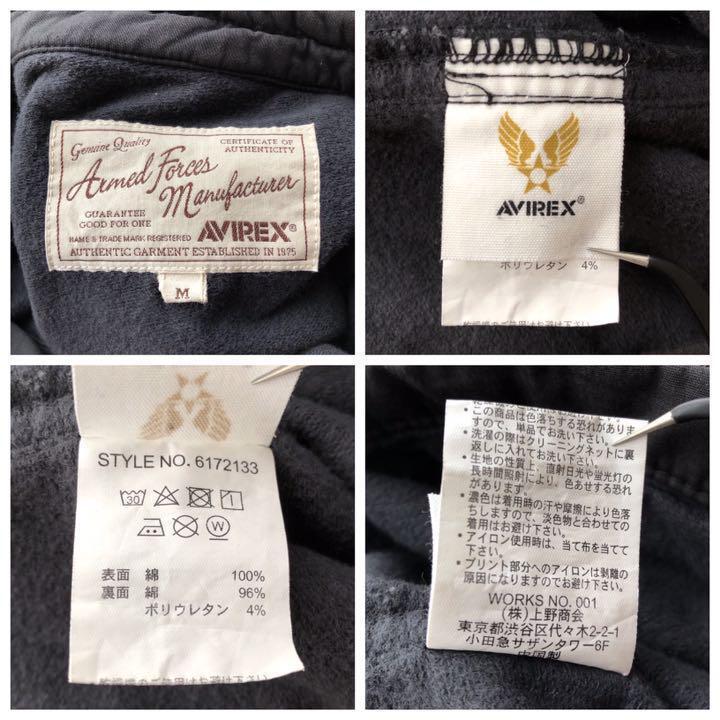 Genuine Quality
CERTIFICATE OF
AUTHENTICITY
Armed Forces
Manufacturer
GUARANTEE
GOOD FOR ONE
NAME & TRADE MARK REGISTERED
AVIREX®
AUTHENTIC GARMENT ESTABLISHED IN 1975
M
AVIREX®
ポリウレタン 4%
STYLE NO. 6172133
30
W
表面 綿 100%
裏面 綿 96%
ポリウレタン 4%
・この商品は色落ちする恐れがありま
すので、単品でお洗い下さい。
・洗濯の際はクリーニングネットに裏
返しに入れてお洗い下さい。
・生地の性質上、直射日光や蛍光灯の
長時間照射により、色あせする恐れ
があります。
・濃色は着用時の汗や摩擦により色落
ちしますので、淡色物と合わせての
着用はお避け下さい。
・アイロン使用時は、当て布を当てて
下さい。
・プリント部分へのアイロンは剥離の
原因になりますのでお避け下さい。
WORKS NO. 001
(株)上野商会
東京都渋谷区代々木2-2-1
小田急サザンタワー6F
中国製